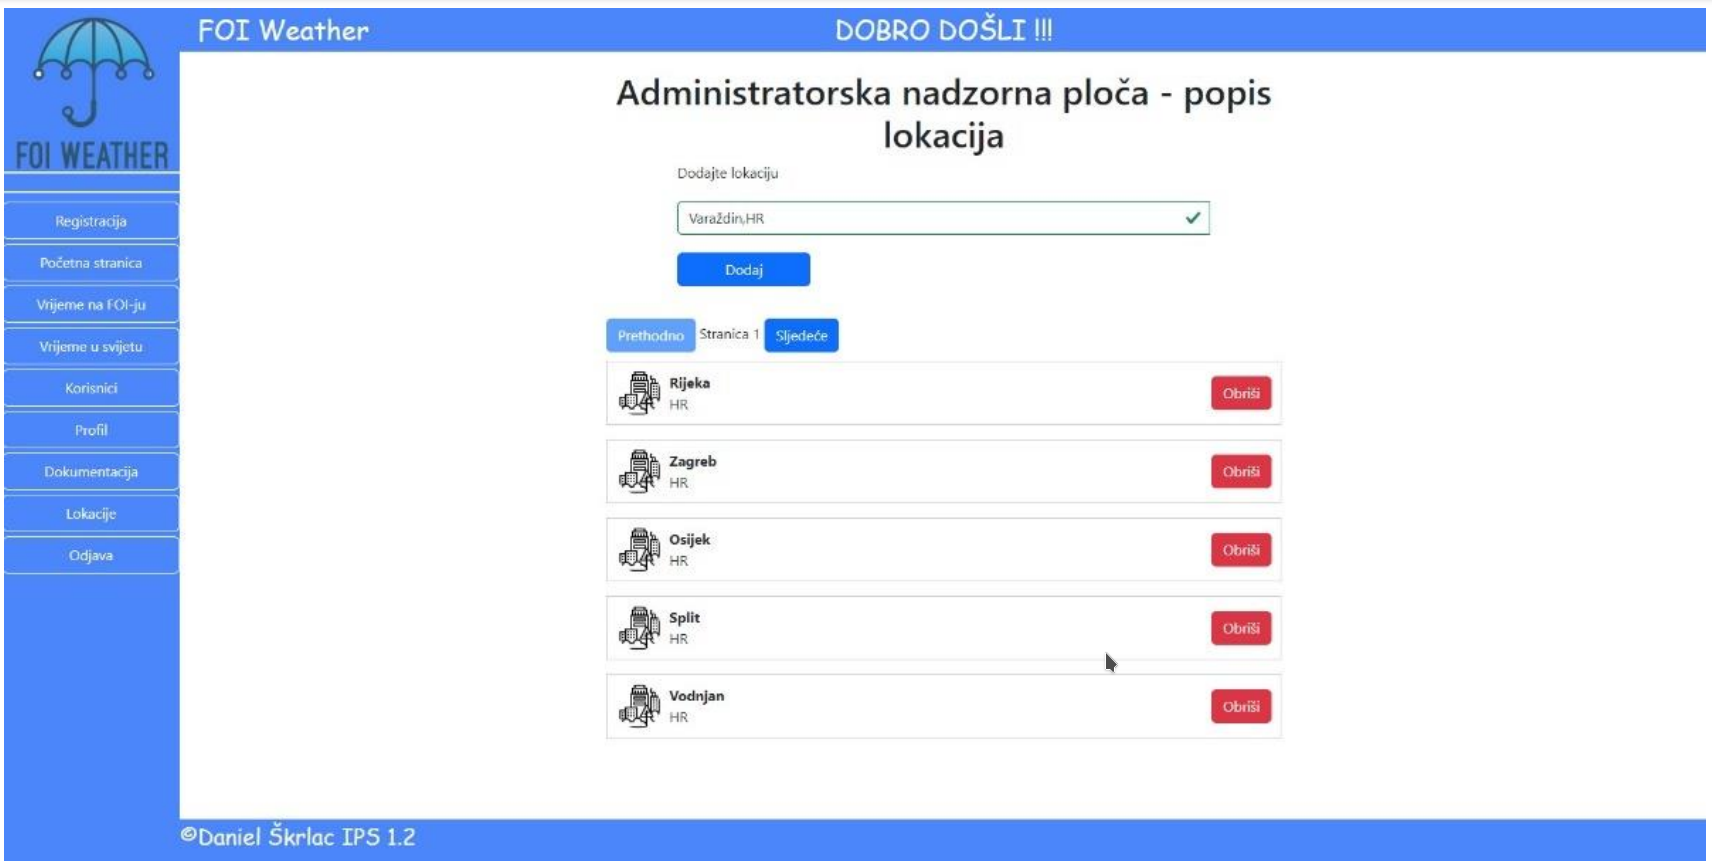 FOI WEATHER
FOI Weather
DOBRO DOŠLI !!!
Registracija
Početna stranica
Vrijeme na FOI-ju
Vrijeme u svijetu
Korisnici
Profil
Dokumentacija
Lokacije
Odjava
Administratorska nadzorna ploča - popis
lokacija
Dodajte lokaciju
Varaždin,HR
Dodaj
Prethodno Stranica 1 Sljedeće
Rijeka
HR
Obriši
Zagreb
HR
Obriši
Osijek
HR
Obriši
Split
HR
Obriši
Vodnjan
HR
Obriši
©Daniel Škrlac IPS 1.2